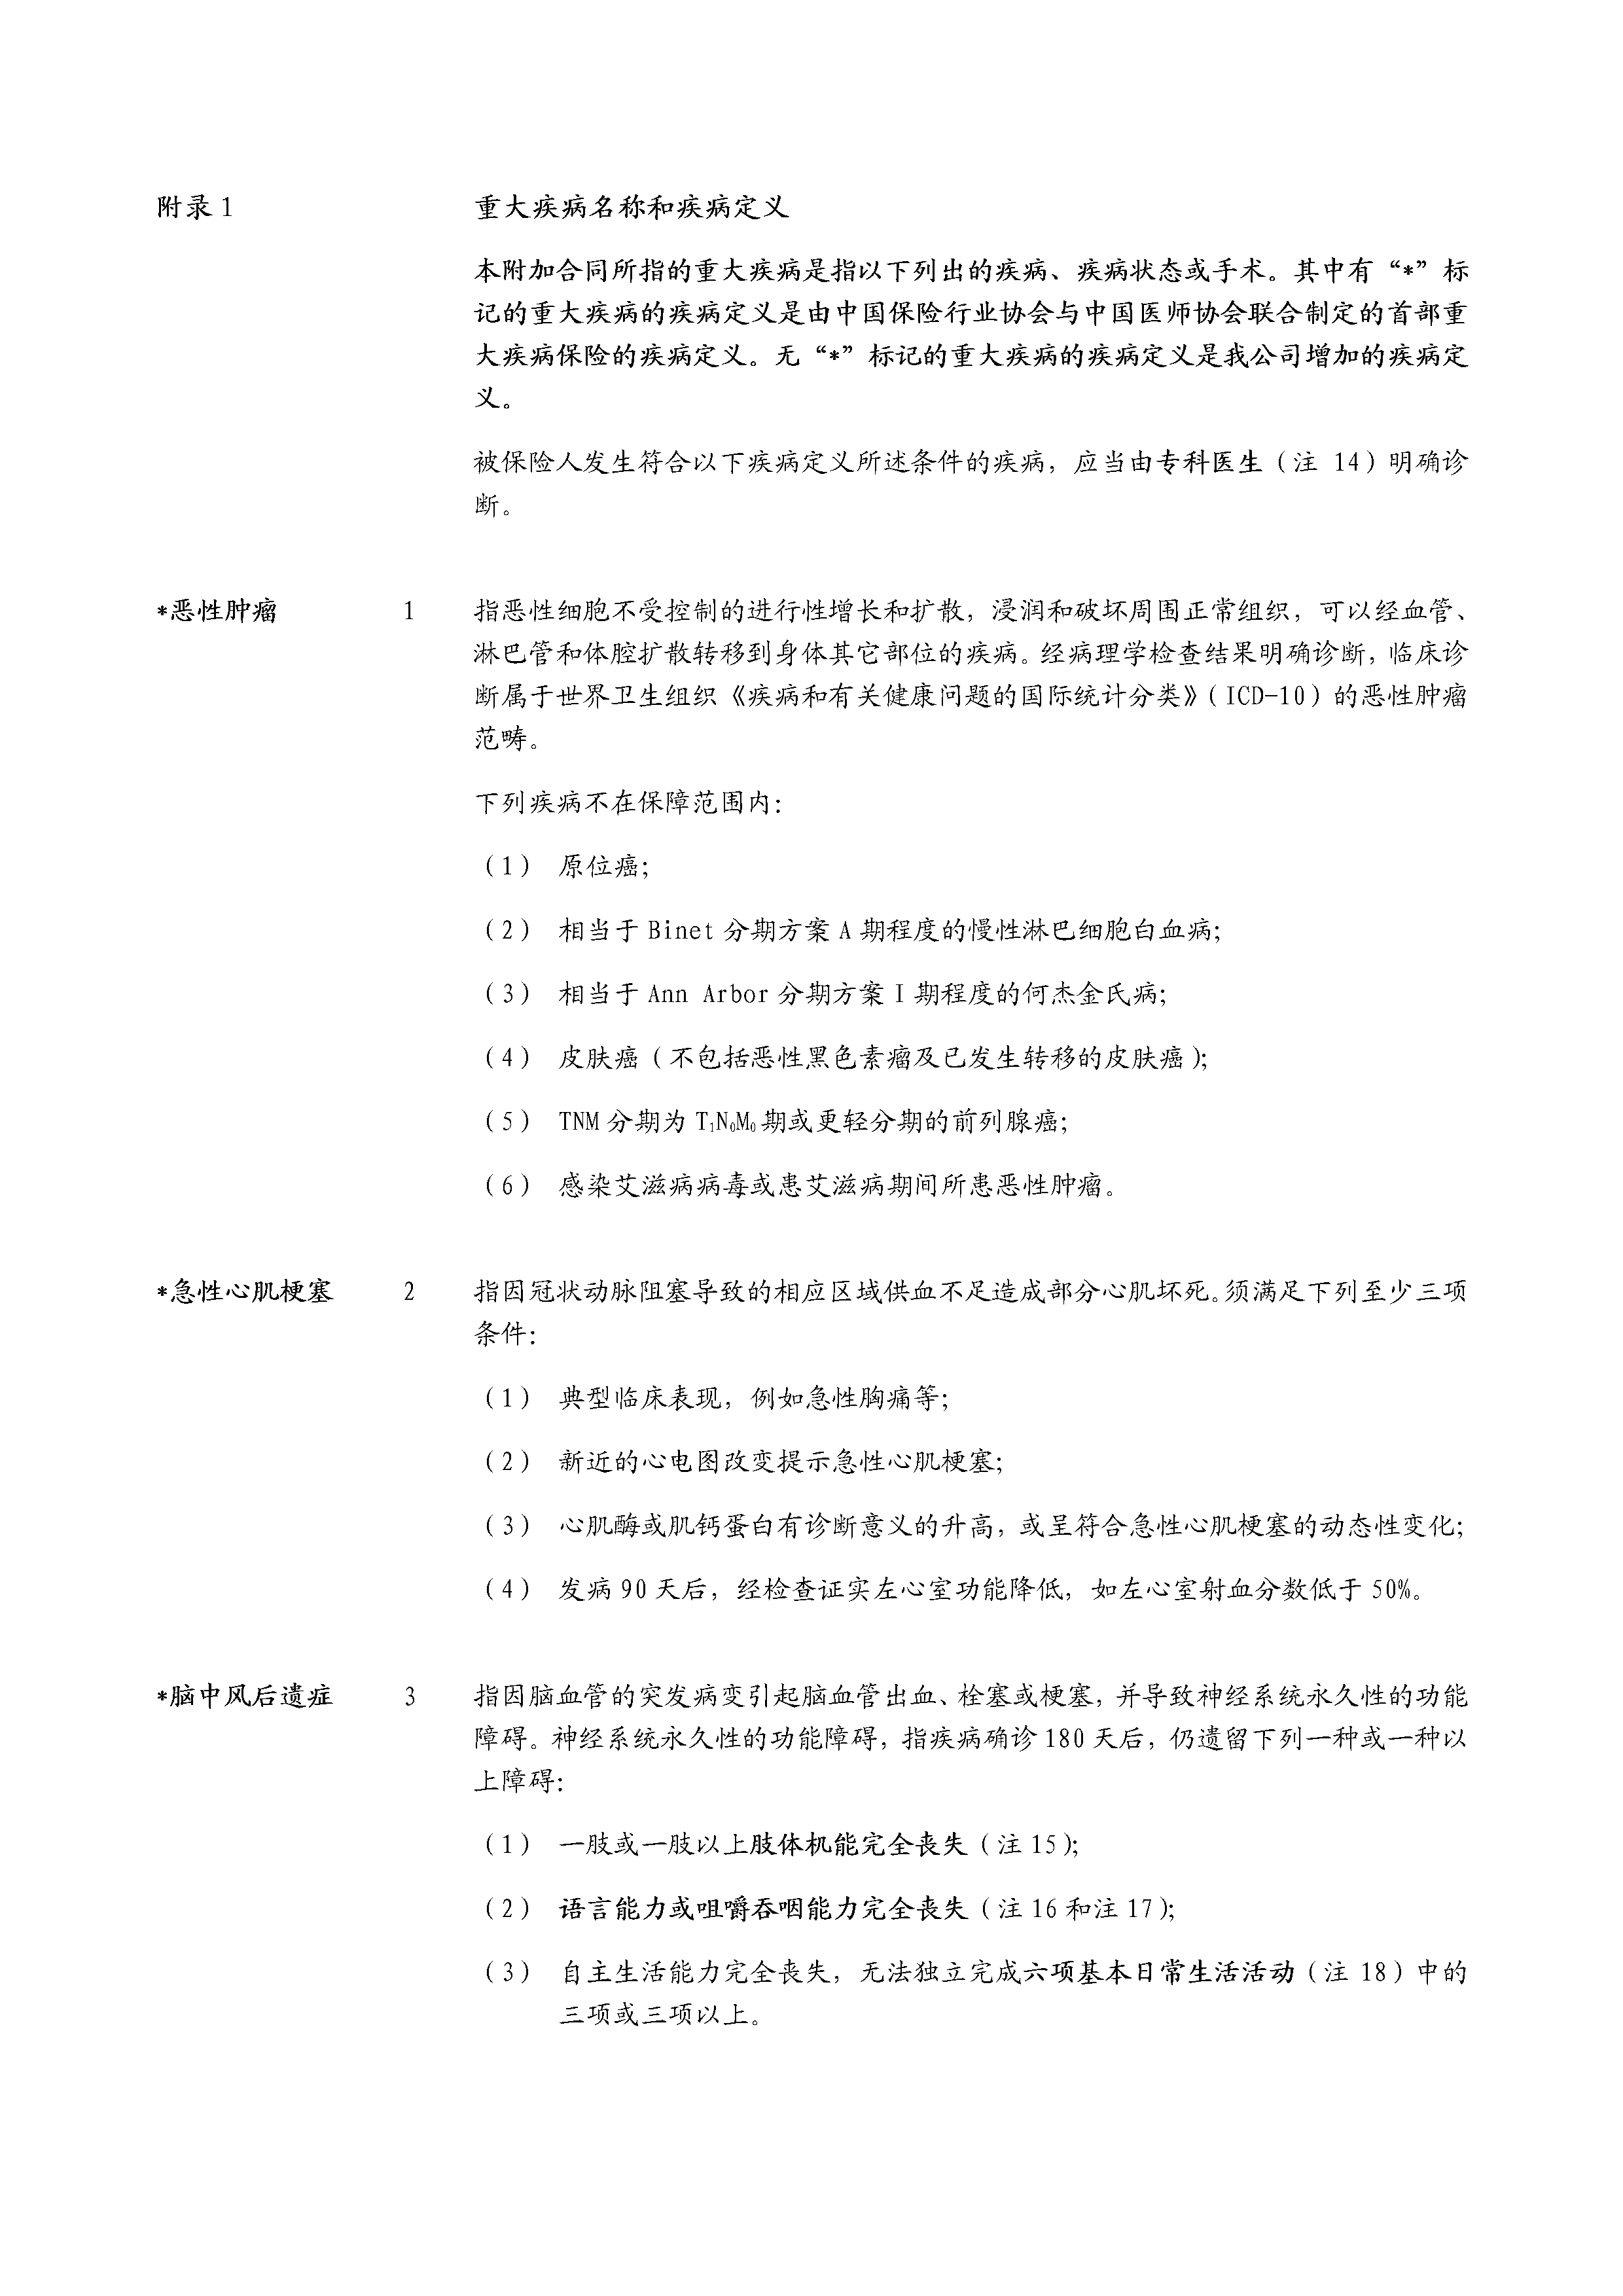 附录1 重大疾病名称和疾病定义
本附加合同所指的重大疾病是指以下列出的疾病、疾病状态或手术。其中有“*”标
记的重大疾病的疾病定义是由中国保险行业协会与中国医师协会联合制定的首部重
大疾病保险的疾病定义。无“*”标记的重大疾病的疾病定义是我公司增加的疾病定
义。
被保险人发生符合以下疾病定义所述条件的疾病，应当由专科医生（注 14）明确诊
断。
*恶性肿瘤 1 指恶性细胞不受控制的进行性增长和扩散，浸润和破坏周围正常组织，可以经血管、
淋巴管和体腔扩散转移到身体其它部位的疾病。经病理学检查结果明确诊断，临床诊
断属于世界卫生组织《疾病和有关健康问题的国际统计分类》（ICD-10）的恶性肿瘤
范畴。
下列疾病不在保障范围内：
（1） 原位癌；
（2） 相当于 Binet 分期方案 A 期程度的慢性淋巴细胞白血病；
（3） 相当于 Ann Arbor 分期方案 I 期程度的何杰金氏病；
（4） 皮肤癌（不包括恶性黑色素瘤及已发生转移的皮肤癌）；
（5） TNM 分期为 T₁N₀M₀ 期或更轻分期的前列腺癌；
（6） 感染艾滋病病毒或患艾滋病期间所患恶性肿瘤。
*急性心肌梗塞 2 指因冠状动脉阻塞导致的相应区域供血不足造成部分心肌坏死。须满足下列至少三项
条件：
（1） 典型临床表现，例如急性胸痛等；
（2） 新近的心电图改变提示急性心肌梗塞；
（3） 心肌酶或肌钙蛋白有诊断意义的升高，或呈符合急性心肌梗塞的动态性变化；
（4） 发病 90 天后，经检查证实左心室功能降低，如左心室射血分数低于 50%。
*脑中风后遗症 3 指因脑血管的突发病变引起脑血管出血、栓塞或梗塞，并导致神经系统永久性的功能
障碍。神经系统永久性的功能障碍，指疾病确诊 180 天后，仍遗留下列一种或一种以
上障碍：
（1） 一肢或一肢以上肢体机能完全丧失（注 15）；
（2） 语言能力或咀嚼吞咽能力完全丧失（注 16 和注 17）；
（3） 自主生活能力完全丧失，无法独立完成六项基本日常生活活动（注 18）中的
三项或三项以上。